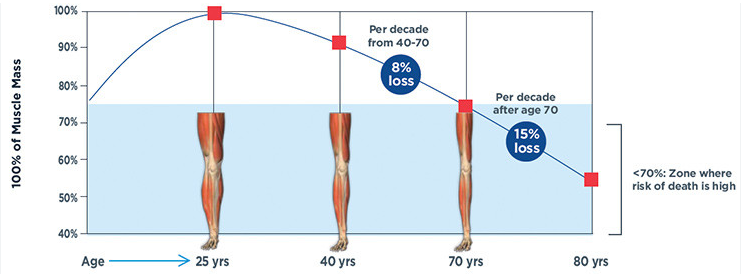 100%
90%
80%
70%
60%
50%
40%
100% of Muscle Mass
Per decade
from 40-70
8%
loss
Per decade
after age 70
15%
loss
<70%: Zone where
risk of death is high
Age
25 yrs
40 yrs
70 yrs
80 yrs